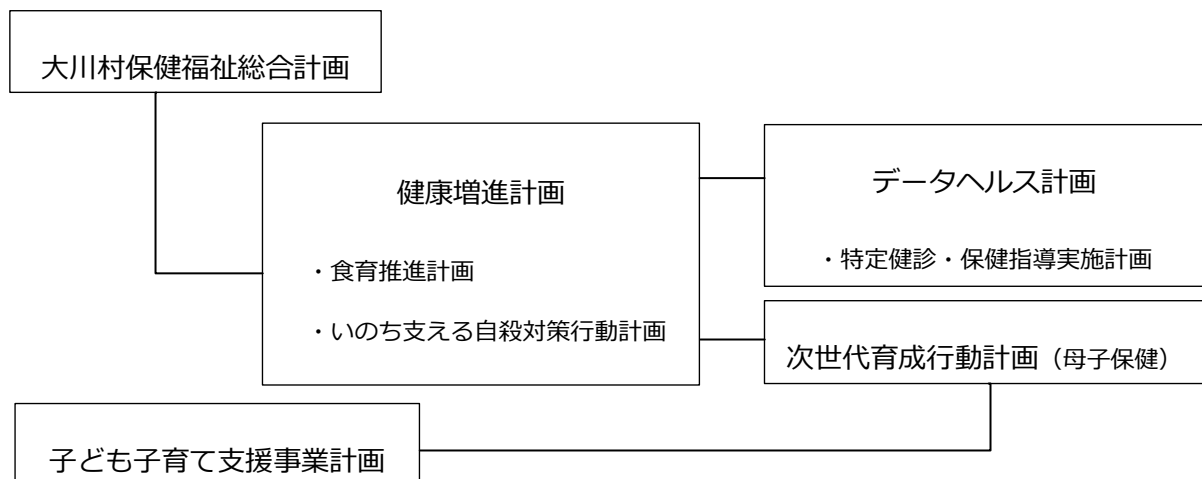 大川村保健福祉総合計画
健康増進計画
・食育推進計画
・いのち支える自殺対策行動計画
データヘルス計画
・特定健診・保健指導実施計画
次世代育成行動計画（母子保健）
子ども子育て支援事業計画